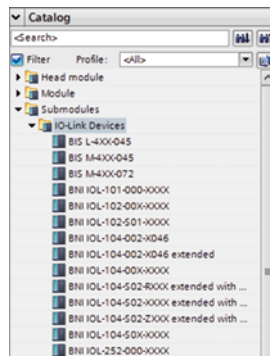 Catalog
<Search>
Filter Profile: <All>
Head module
Module
Submodules
IO-Link Devices
BIS L-4XX-045
BIS M-4XX-045
BIS M-4XX-072
BNI IOL-101-000-XXXX
BNI IOL-102-00X-XXXX
BNI IOL-102-S01-XXXX
BNI IOL-104-002-X046
BNI IOL-104-002-X046 extended
BNI IOL-104-00X-XXXX
BNI IOL-104-S02-RXXX extended with ...
BNI IOL-104-S02-XXXX extended with ...
BNI IOL-104-S02-ZXXX extended with ...
BNI IOL-104-S0X-XXXX
BNI IOL-252-000-XXXX